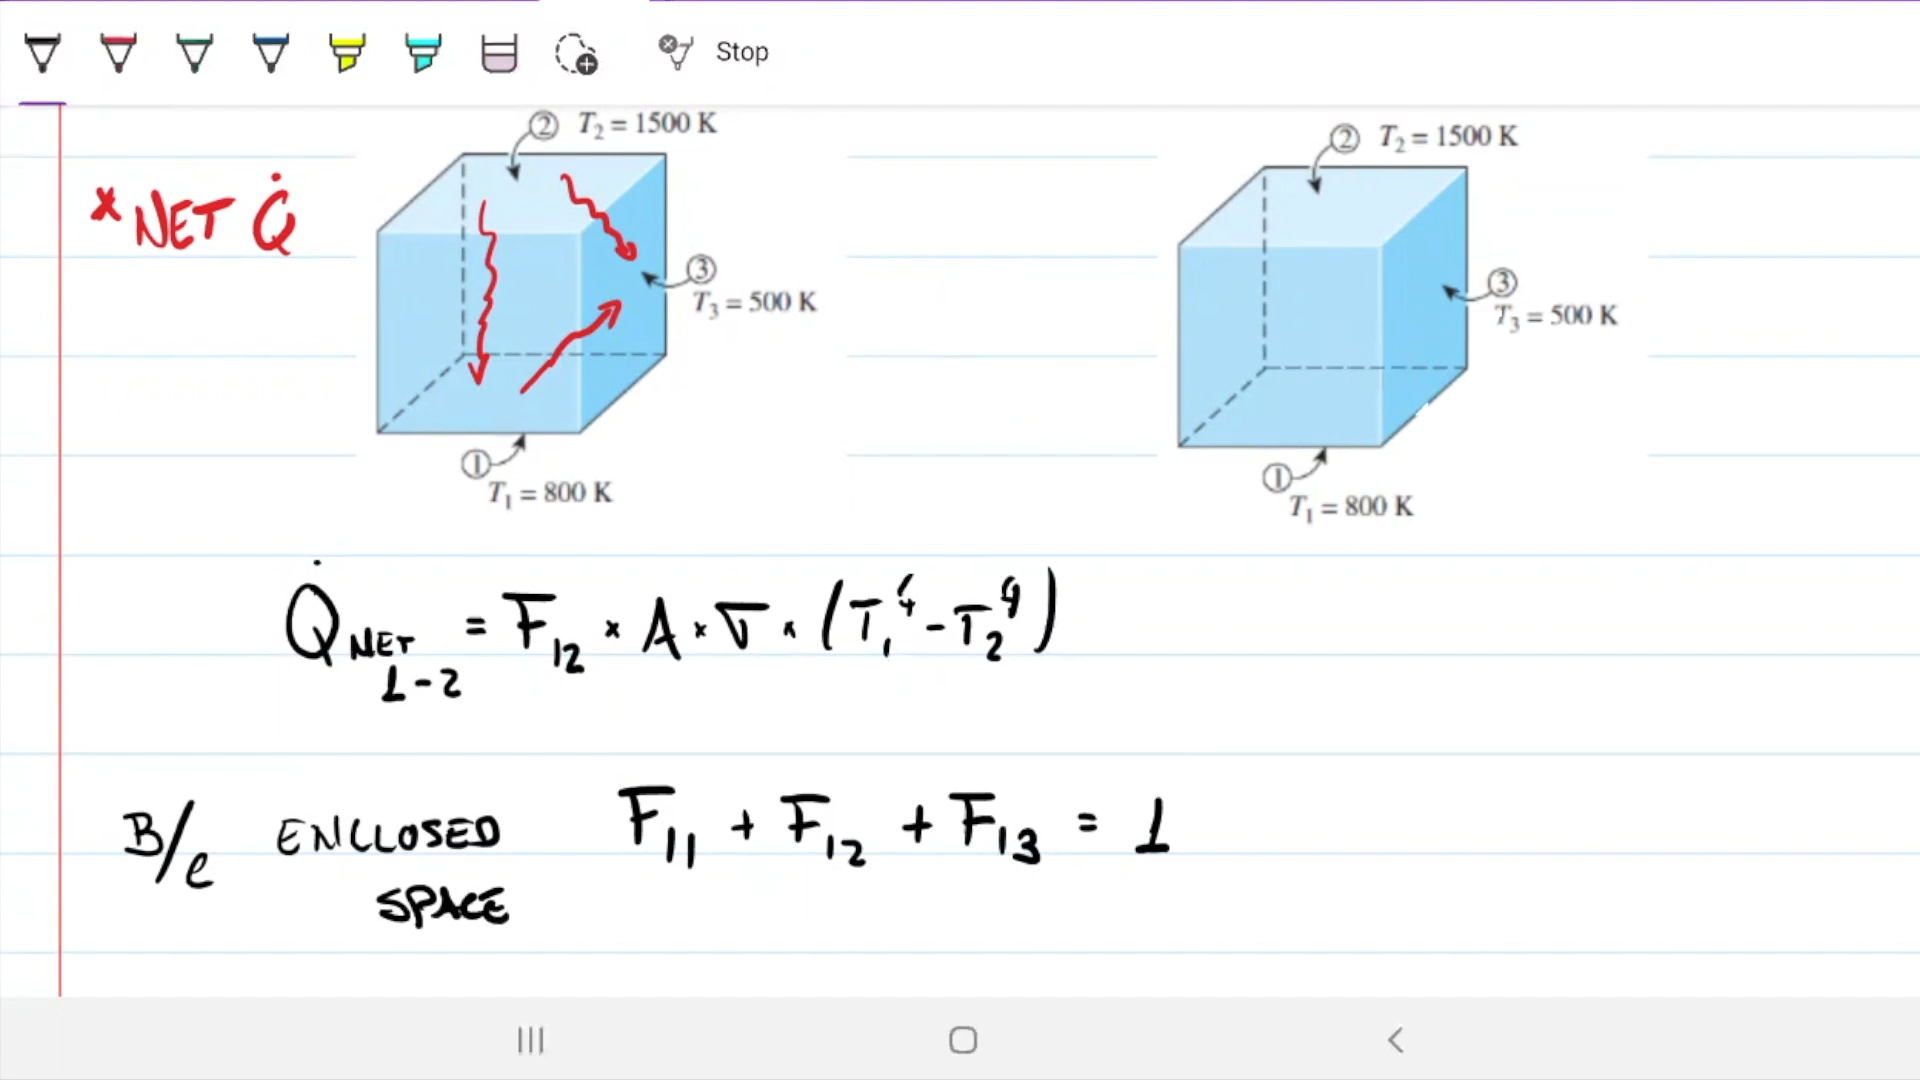 Stop
② T₂ = 1500 K
* NET Q̇
③
T₃ = 500 K
①
T₁ = 800 K
② T₂ = 1500 K
③
T₃ = 500 K
①
T₁ = 800 K
Q̇ NET 1-2 = F₁₂ × A × σ × (T₁⁴ - T₂⁴)
B/c ENCLOSED F₁₁ + F₁₂ + F₁₃ = 1
SPACE